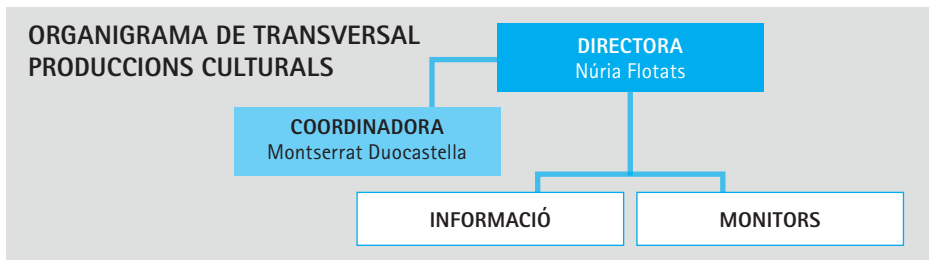 ORGANIGRAMA DE TRANSVERSAL
PRODUCCIONS CULTURALS
DIRECTORA
Núria Flotats
COORDINADORA
Montserrat Duocastella
INFORMACIÓ
MONITORS